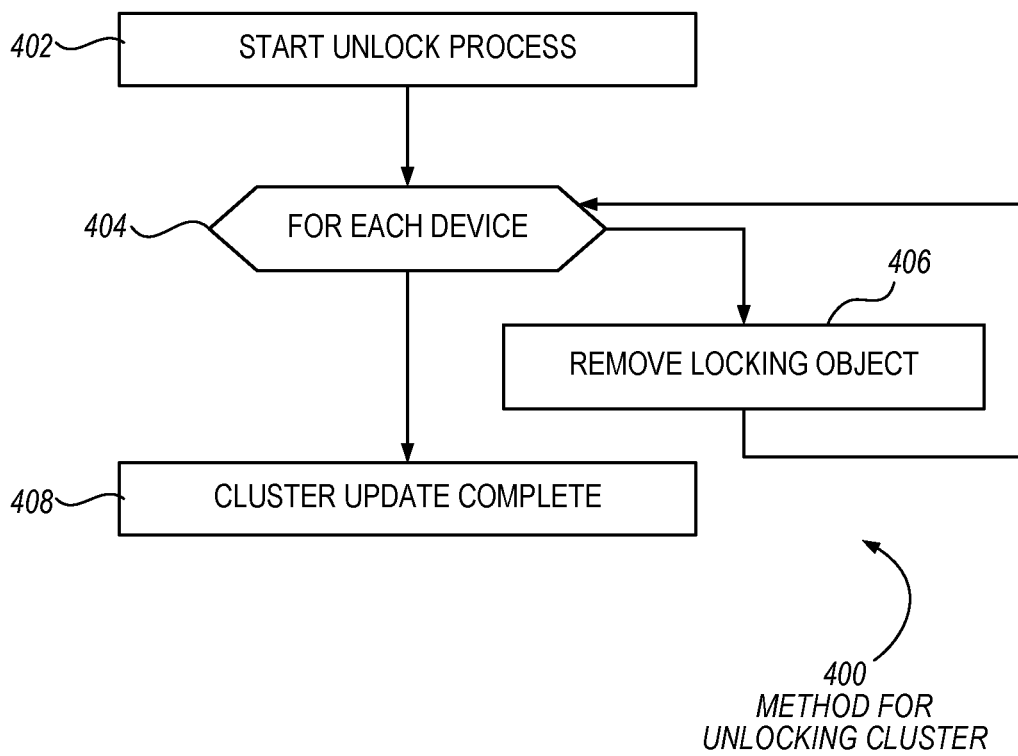 402
START UNLOCK PROCESS
404
FOR EACH DEVICE
406
REMOVE LOCKING OBJECT
408
CLUSTER UPDATE COMPLETE
400
METHOD FOR
UNLOCKING CLUSTER